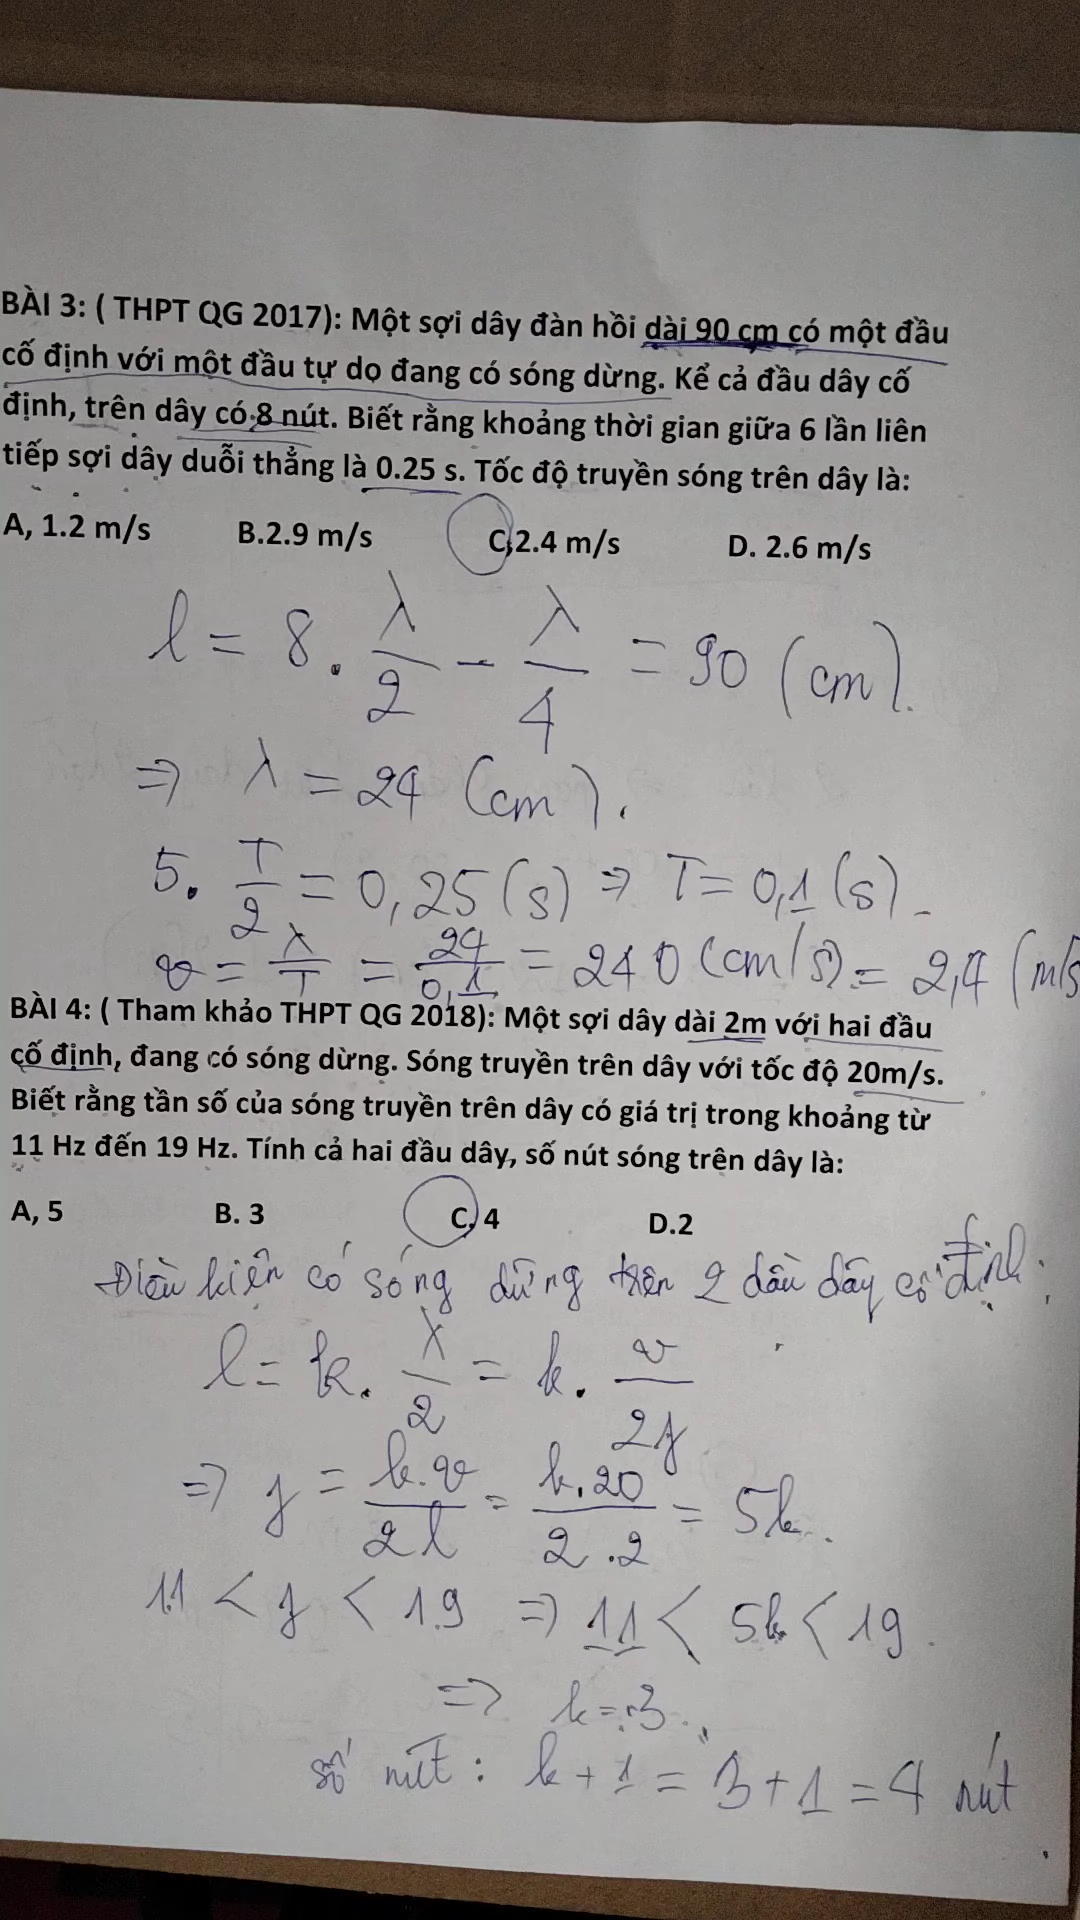 BÀI 3: ( THPT QG 2017): Một sợi dây đàn hồi dài 90 cm có một đầu
cố định với một đầu tự do đang có sóng dừng. Kể cả đầu dây cố
định, trên dây có 8 nút. Biết rằng khoảng thời gian giữa 6 lần liên
tiếp sợi dây duỗi thẳng là 0.25 s. Tốc độ truyền sóng trên dây là:
A, 1.2 m/s B.2.9 m/s C,2.4 m/s D. 2.6 m/s
l = 8. λ/2 - λ/4 = 90 (cm).
=> λ = 24 (cm).
5. T/2 = 0,25 (s) => T = 0,1 (s)
v = λ/T = 24/0,1 = 240 (cm/s) = 2,4 (m/s
BÀI 4: ( Tham khảo THPT QG 2018): Một sợi dây dài 2m với hai đầu
cố định, đang có sóng dừng. Sóng truyền trên dây với tốc độ 20m/s.
Biết rằng tần số của sóng truyền trên dây có giá trị trong khoảng từ
11 Hz đến 19 Hz. Tính cả hai đầu dây, số nút sóng trên dây là:
A, 5 B. 3 C, 4 D.2
Điều kiện có sóng dừng trên 2 đầu dây cố định:
l = k. λ/2 = k. v/2f
=> f = k.v/2l = k.20/2.2 = 5k.
11 < f < 19 => 11 < 5k < 19.
=> k = 3.
số nút: k + 1 = 3 + 1 = 4 nút